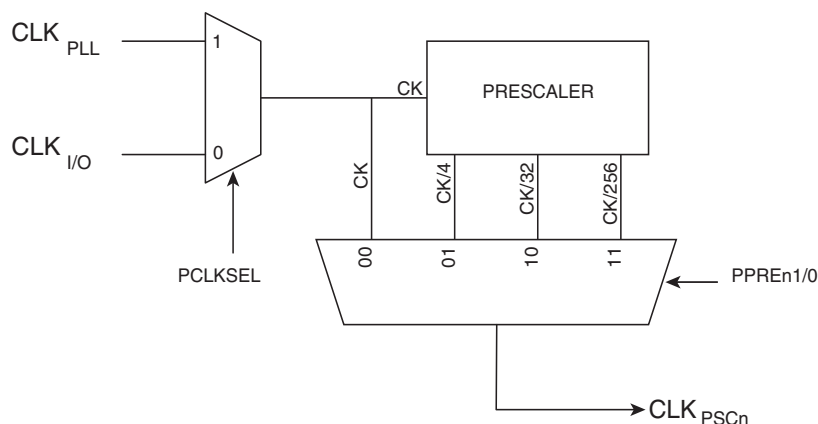 CLK PLL
1
CK
PRESCALER
CLK I/O
0
CK
CK/4
CK/32
CK/256
00
01
10
11
PCLKSEL
PPREn1/0
CLK PSCn